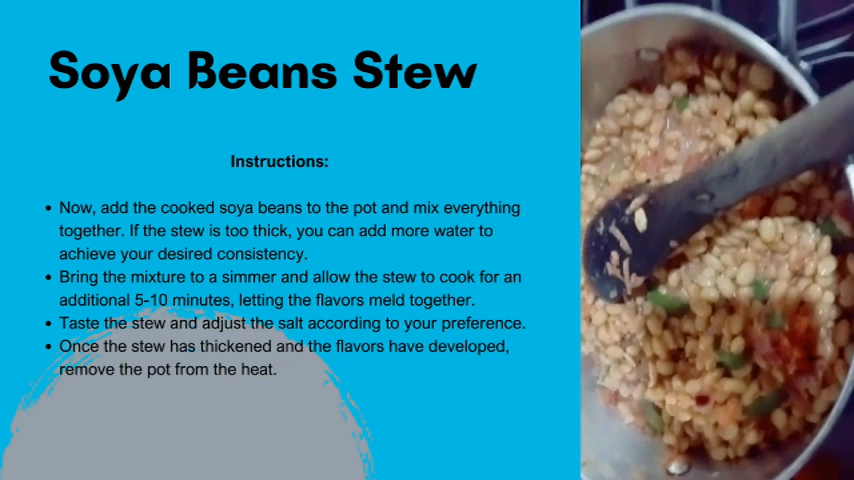 Soya Beans Stew
Instructions:
• Now, add the cooked soya beans to the pot and mix everything
together. If the stew is too thick, you can add more water to
achieve your desired consistency.
• Bring the mixture to a simmer and allow the stew to cook for an
additional 5-10 minutes, letting the flavors meld together.
• Taste the stew and adjust the salt according to your preference.
• Once the stew has thickened and the flavors have developed,
remove the pot from the heat.